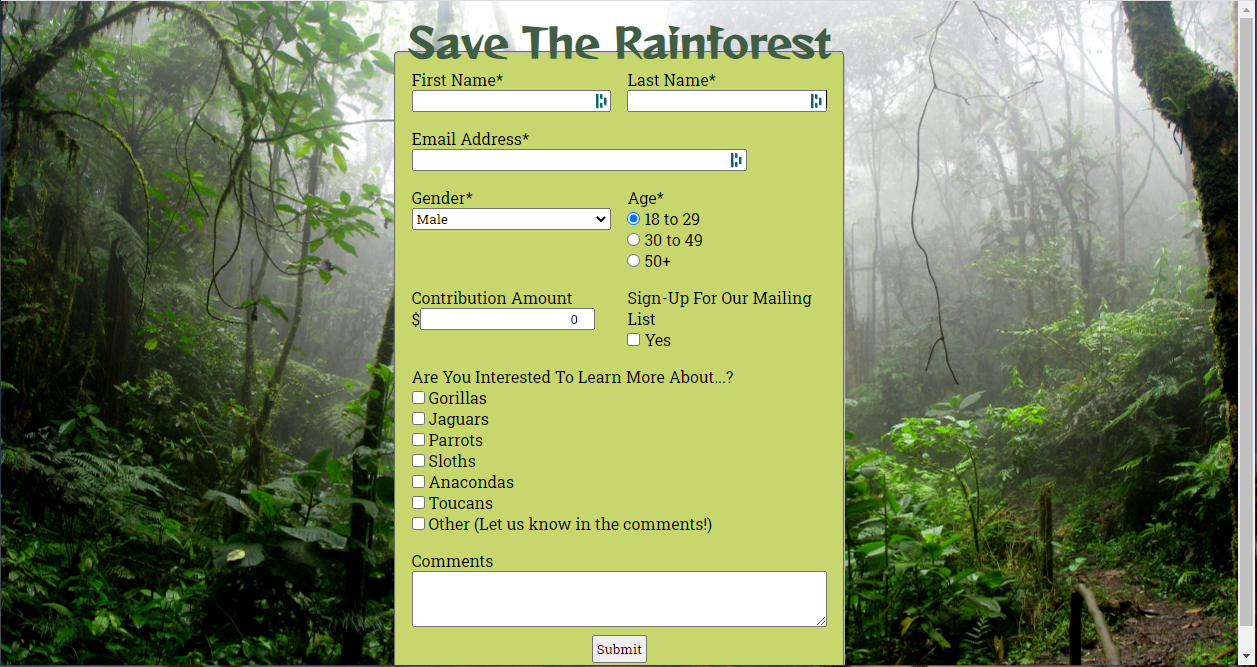 Save The Rainforest
First Name* Last Name*
Email Address*
Gender* Age*
Male 18 to 29
30 to 49
50+
Contribution Amount Sign-Up For Our Mailing
$ 0 List
Yes
Are You Interested To Learn More About...?
Gorillas
Jaguars
Parrots
Sloths
Anacondas
Toucans
Other (Let us know in the comments!)
Comments
Submit